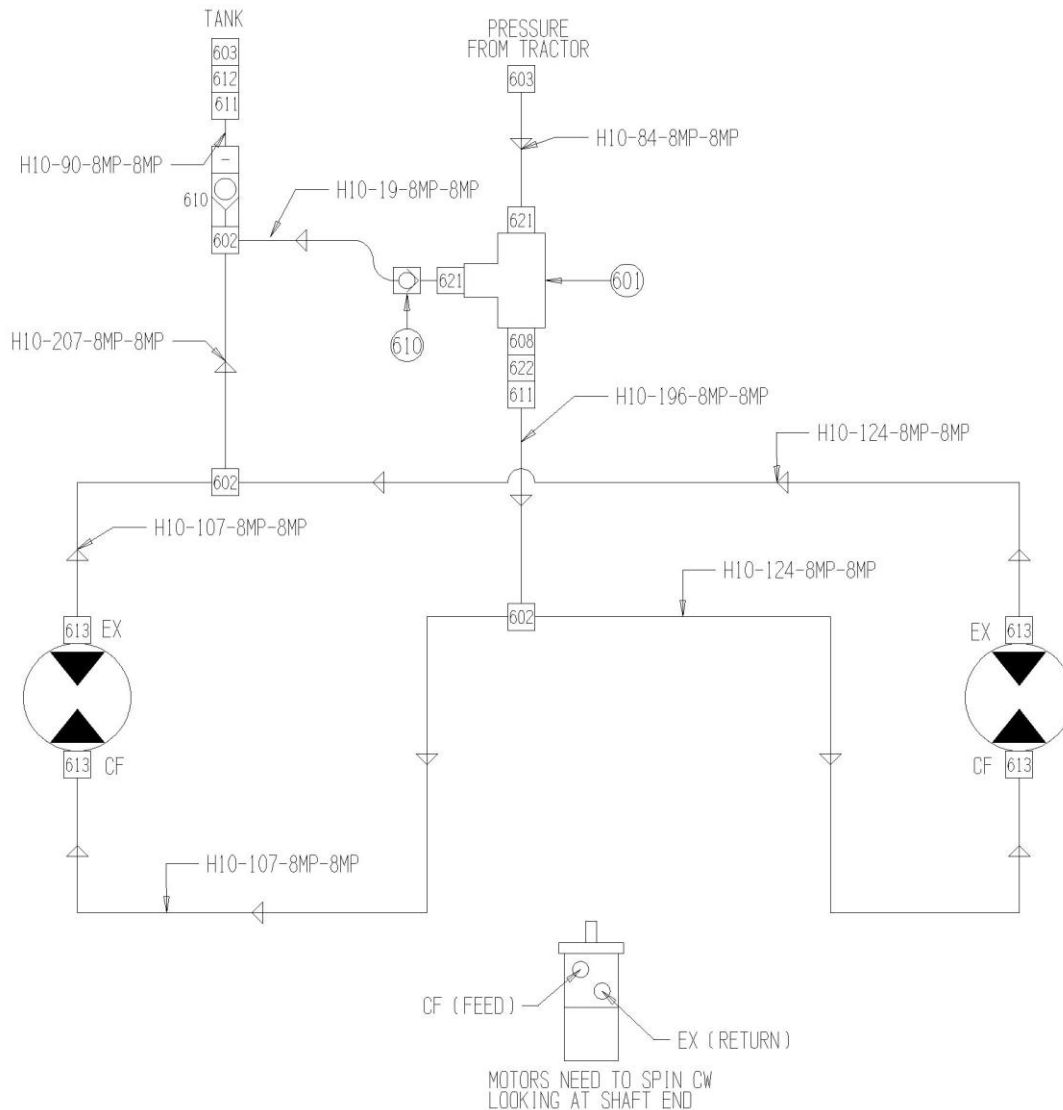 TANK
PRESSURE
FROM TRACTOR
603
612
611
603
H10-90-8MP-8MP
H10-84-8MP-8MP
610
H10-19-8MP-8MP
621
602
621
601
610
H10-207-8MP-8MP
608
622
611
H10-196-8MP-8MP
H10-124-8MP-8MP
602
H10-107-8MP-8MP
H10-124-8MP-8MP
602
613 EX
EX 613
613 CF
CF 613
H10-107-8MP-8MP
CF (FEED)
EX (RETURN)
MOTORS NEED TO SPIN CW
LOOKING AT SHAFT END